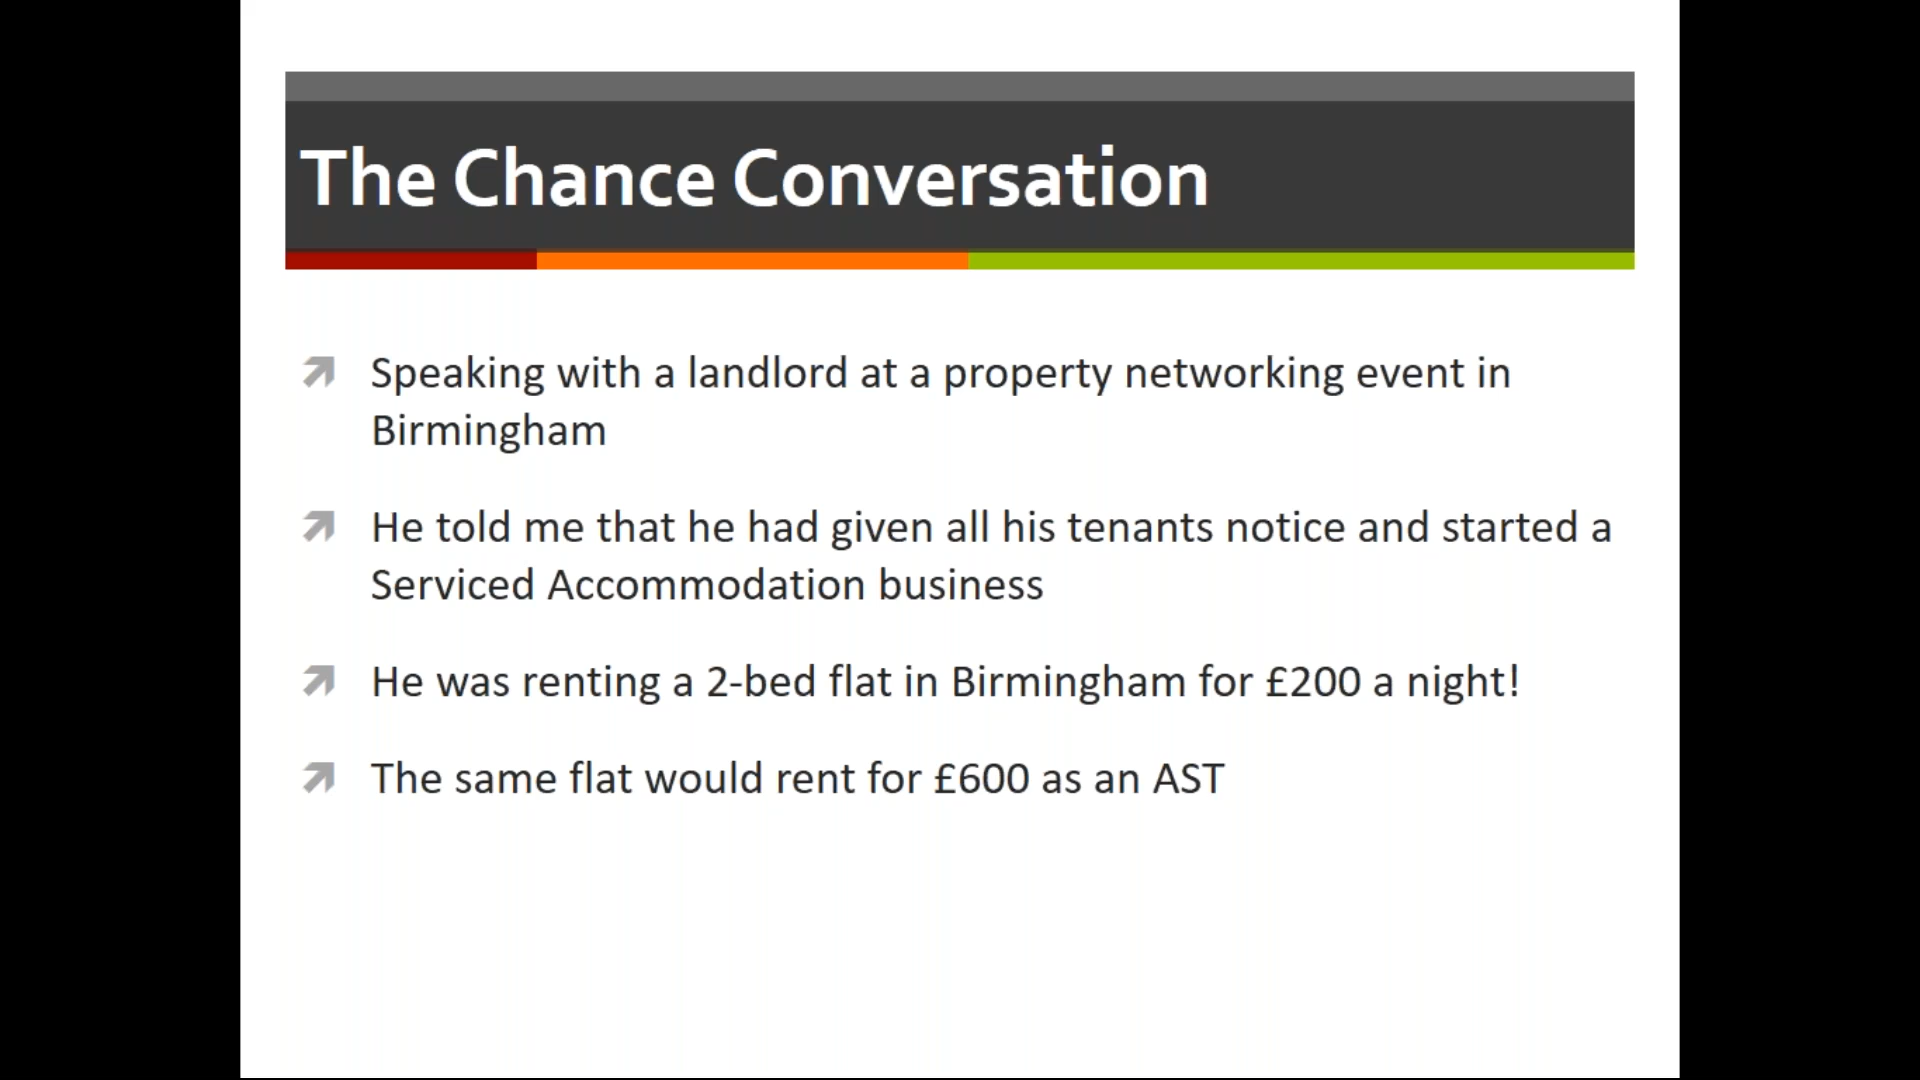 The Chance Conversation
Speaking with a landlord at a property networking event in
Birmingham
He told me that he had given all his tenants notice and started a
Serviced Accommodation business
He was renting a 2-bed flat in Birmingham for £200 a night!
The same flat would rent for £600 as an AST